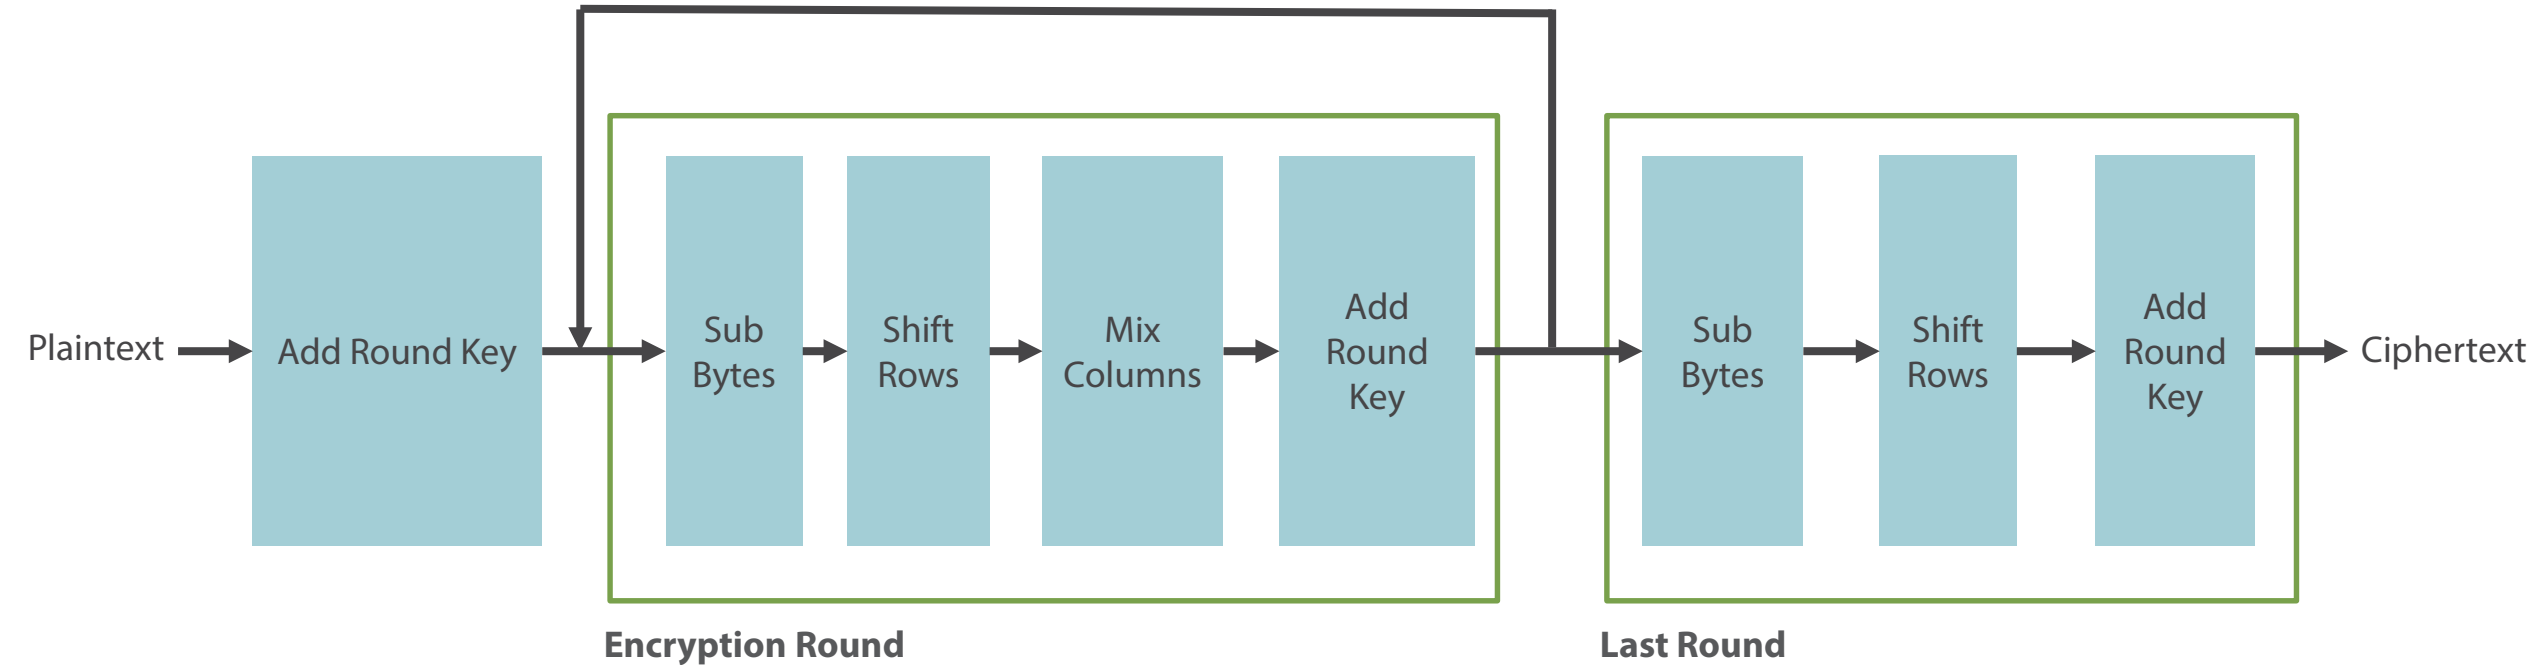 Plaintext
Add Round Key
Sub
Bytes
Shift
Rows
Mix
Columns
Add
Round
Key
Sub
Bytes
Shift
Rows
Add
Round
Key
Ciphertext
Encryption Round
Last Round